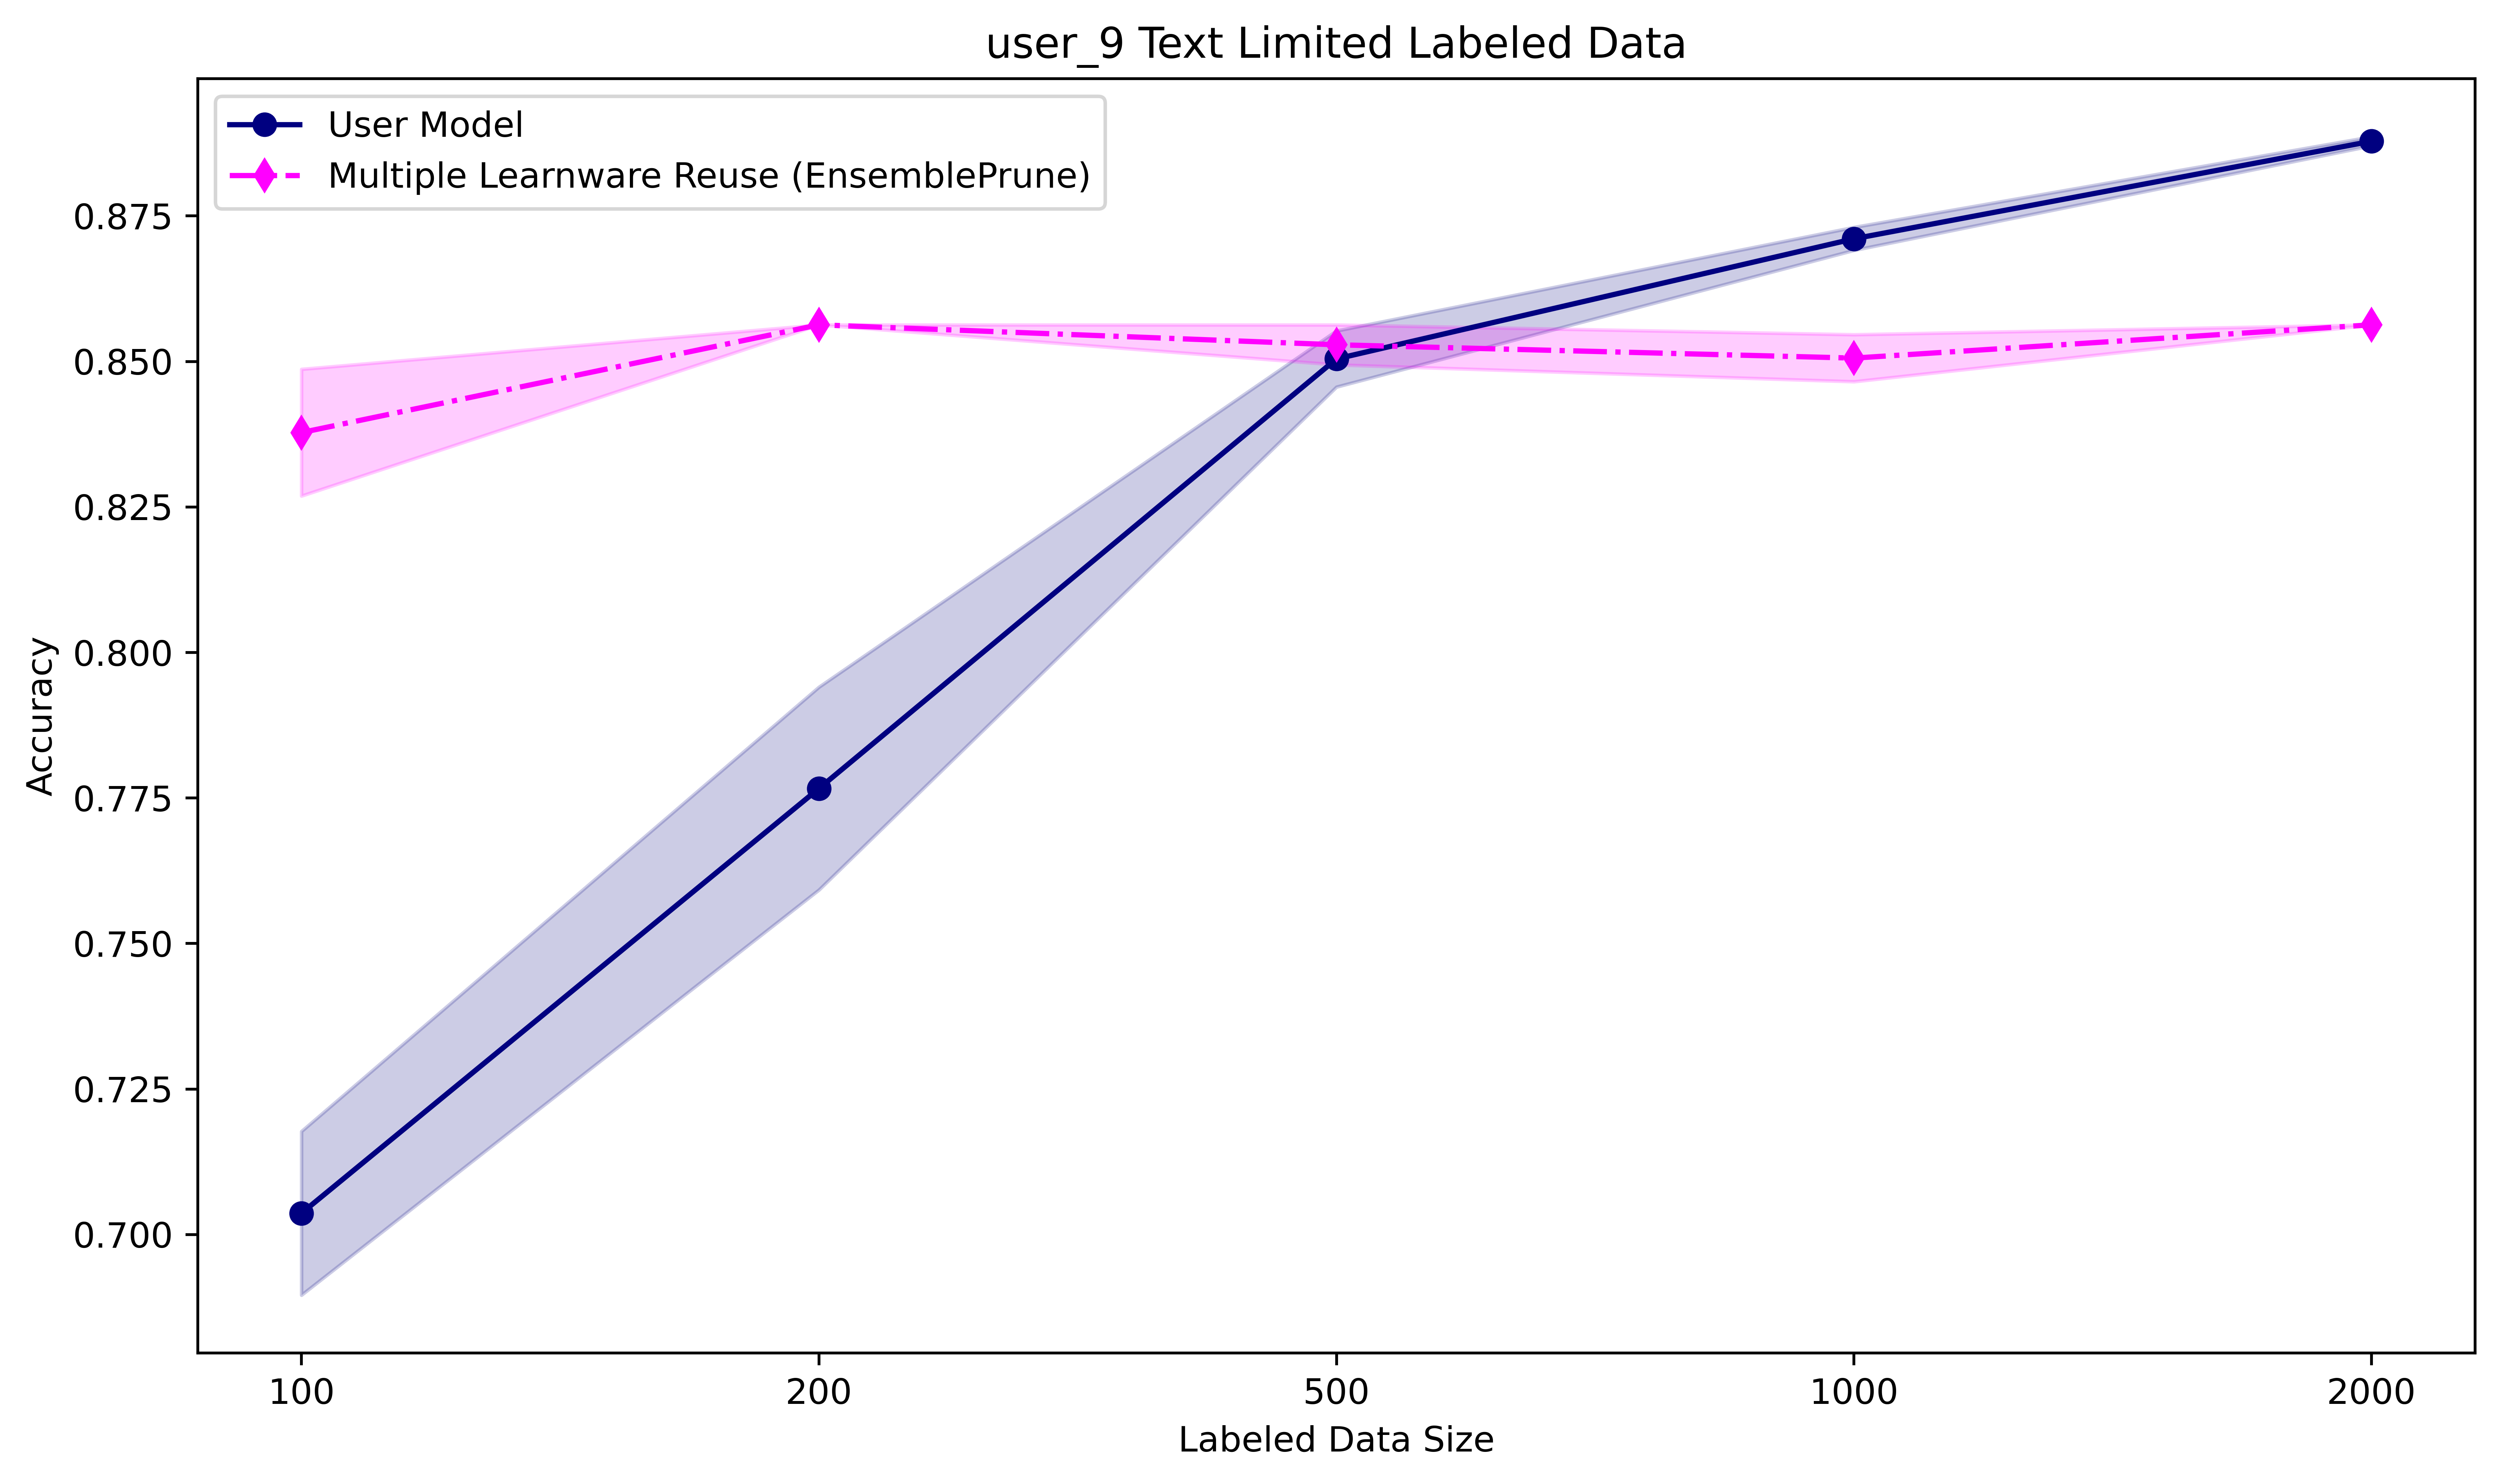 user_9 Text Limited Labeled Data
User Model
Multiple Learnware Reuse (EnsemblePrune)
Accuracy
0.875
0.850
0.825
0.800
0.775
0.750
0.725
0.700
100 200 500 1000 2000
Labeled Data Size